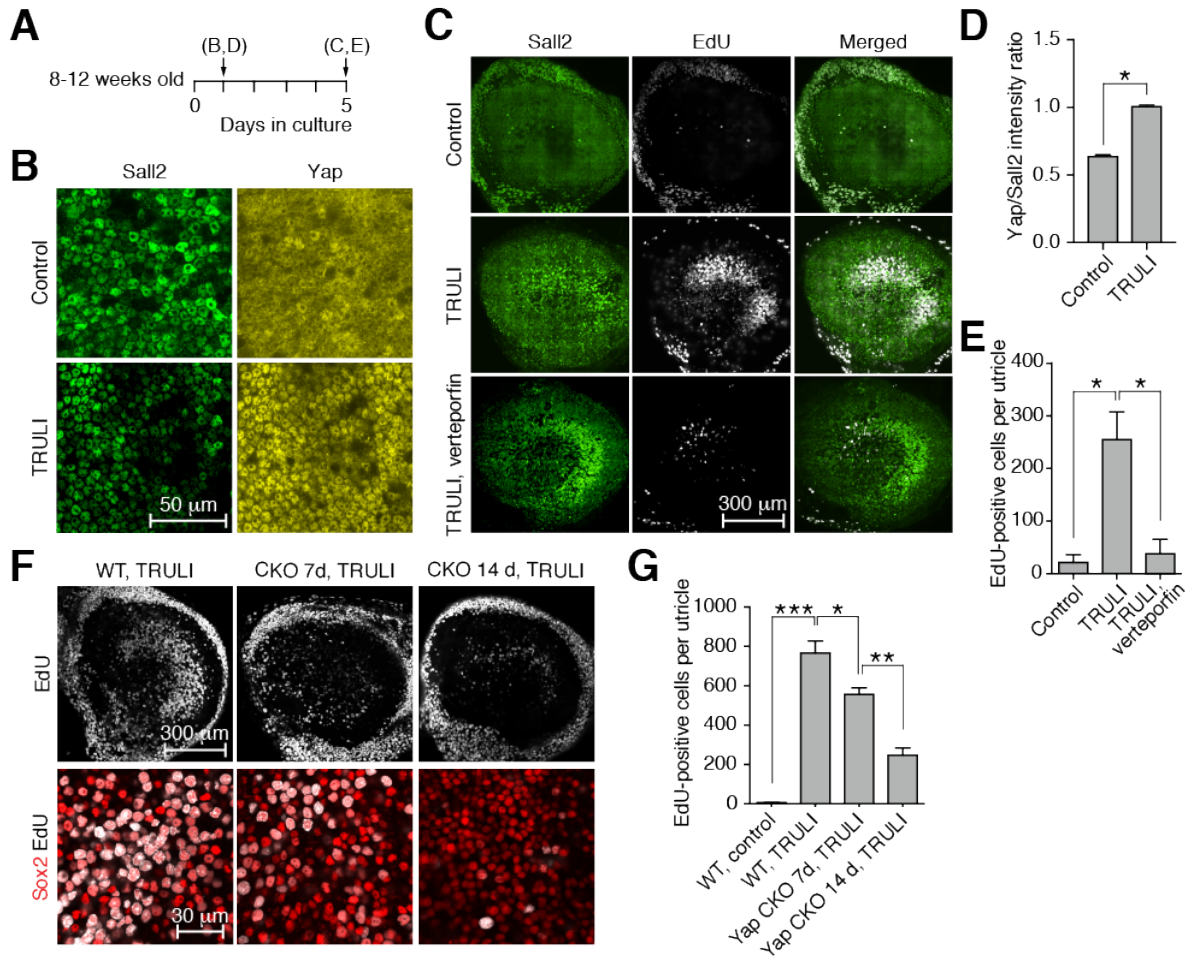 A
(B,D)
(C,E)
8-12 weeks old
0
5
Days in culture
B
Sall2
Yap
Control
TRULI
50 μm
C
Sall2
EdU
Merged
Control
TRULI
TRULI, verteporfin
300 μm
D
Yap/Sall2 intensity ratio
1.5
1.0
0.5
0.0
*
Control
TRULI
E
EdU-positive cells per utricle
400
300
200
100
0
*
*
Control
TRULI
TRULI
verteporfin
F
WT, TRULI
CKO 7d, TRULI
CKO 14 d, TRULI
EdU
300 μm
Sox2 EdU
30 μm
G
EdU-positive cells per utricle
1000
800
600
400
200
0
***
*
**
WT, control
WT, TRULI
Yap CKO 7d, TRULI
Yap CKO 14 d, TRULI